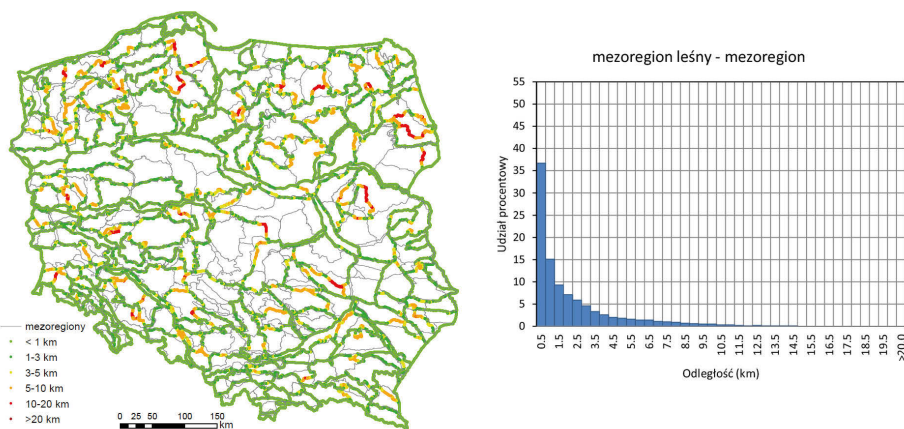 mezoregiony
< 1 km
1-3 km
3-5 km
5-10 km
10-20 km
>20 km
0 25 50 100 150
km
mezoregion leśny - mezoregion
Udział procentowy
55
50
45
40
35
30
25
20
15
10
5
0
0.5
1.5
2.5
3.5
4.5
5.5
6.5
7.5
8.5
9.5
10.5
11.5
12.5
13.5
14.5
15.5
16.5
17.5
18.5
19.5
>20.0
Odległość (km)